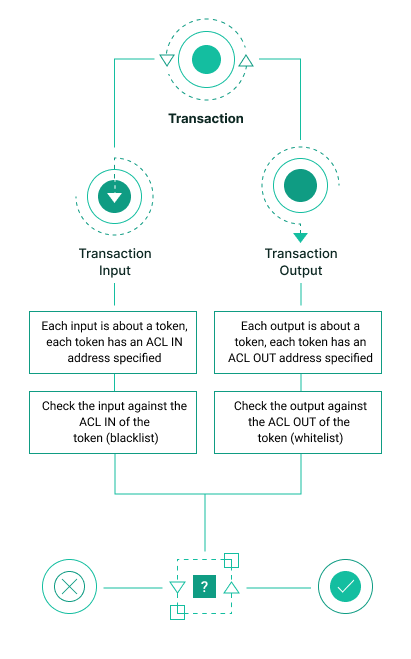 Transaction
Transaction
Input
Transaction
Output
Each input is about a token,
each token has an ACL IN
address specified
Each output is about a
token, each token has an
ACL OUT address specified
Check the input against the
ACL IN of the
token (blacklist)
Check the output against
the ACL OUT of the
token (whitelist)
?